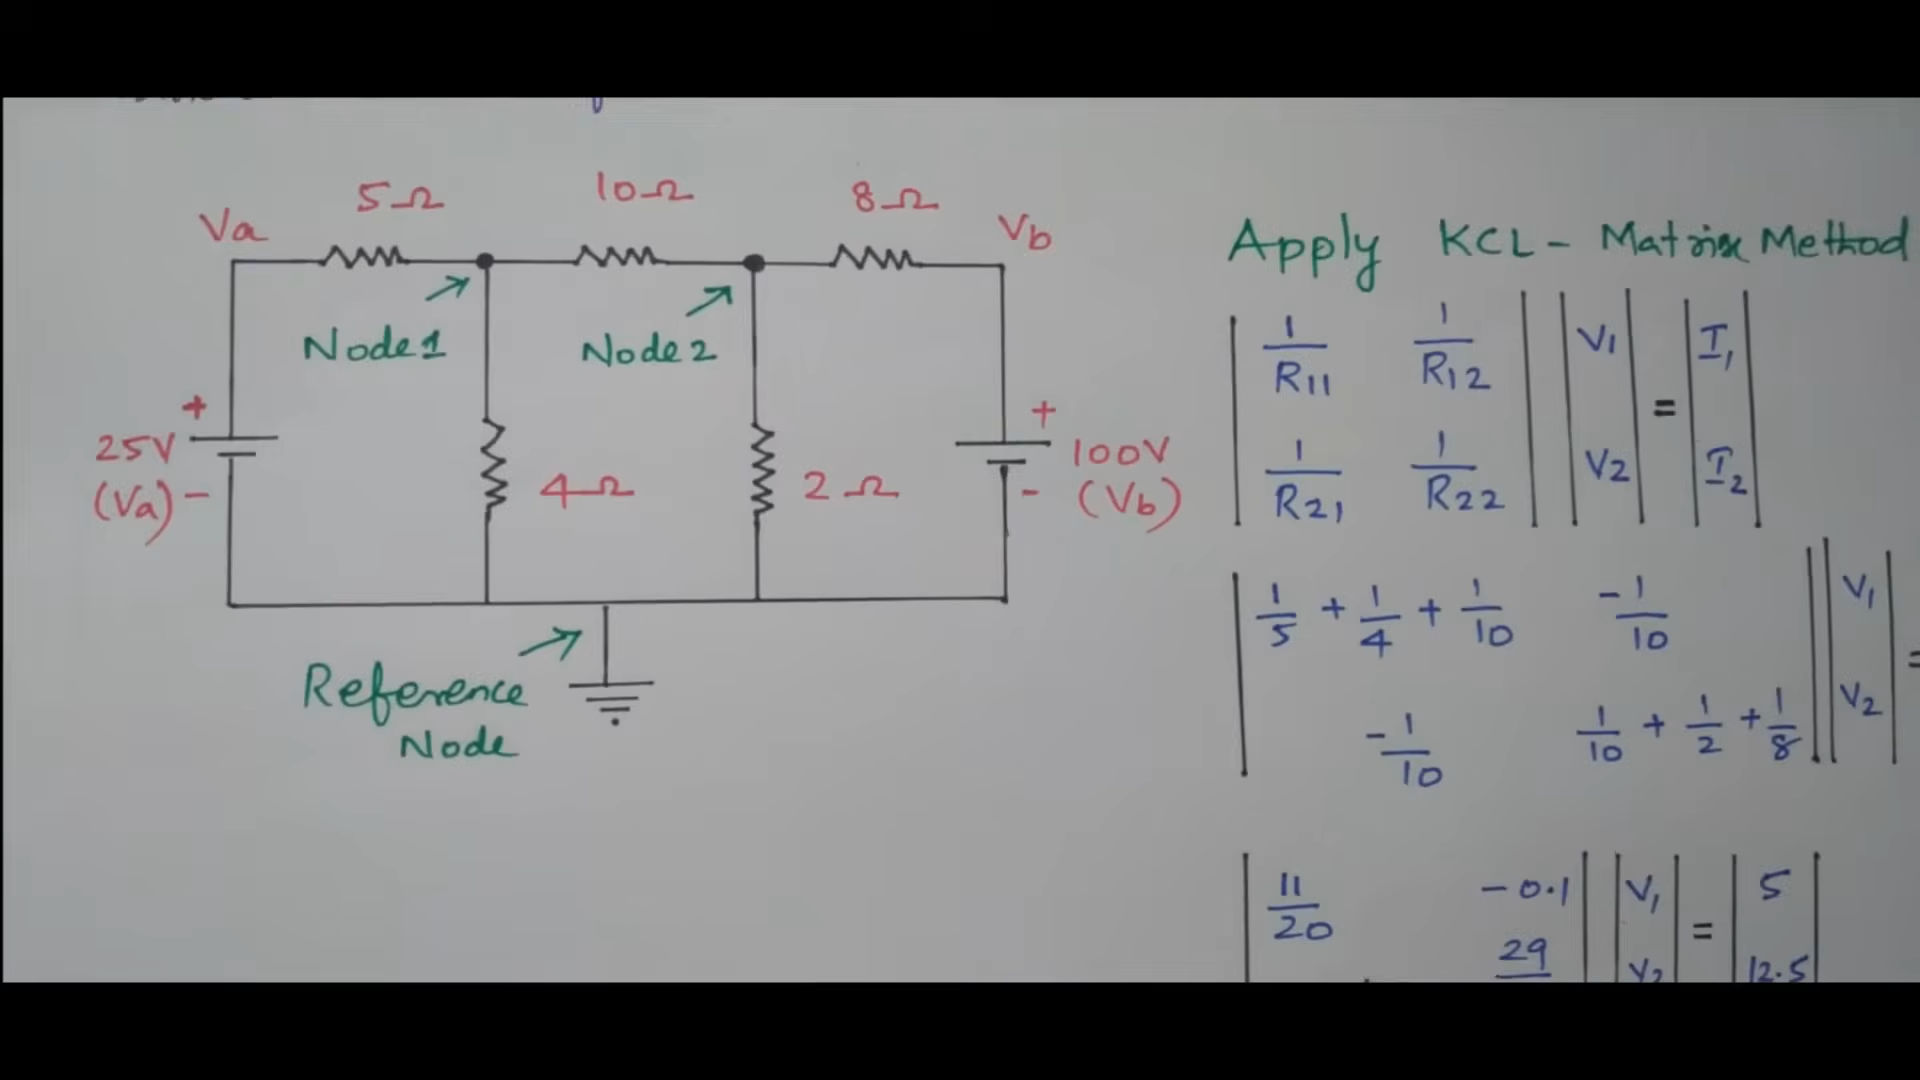 5Ω 10Ω 8Ω
Va Vb
Node 1 Node 2
+ +
25V 4Ω 2Ω 100V
(Va) - - (Vb)
Reference
Node
Apply KCL - Matrix Method
| 1/R11 1/R12 | | V1 | = | I1 |
| 1/R21 1/R22 | | V2 | | I2 |
| 1/5 + 1/4 + 1/10 -1/10 | | V1 | =
| -1/10 1/10 + 1/2 + 1/8 | | V2 |
| 11/20 -0.1 | | V1 | = | 5 |
29 | | V2 | | 12.5 |